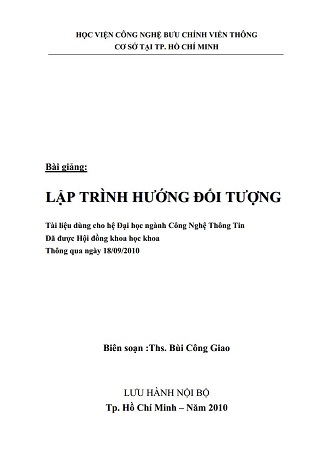 HỌC VIỆN CÔNG NGHỆ BƯU CHÍNH VIỄN THÔNG
CƠ SỞ TẠI TP. HỒ CHÍ MINH
Bài giảng:
LẬP TRÌNH HƯỚNG ĐỐI TƯỢNG
Tài liệu dùng cho hệ Đại học ngành Công Nghệ Thông Tin
Đã được Hội đồng khoa học khoa
Thông qua ngày 18/09/2010
Biên soạn :Ths. Bùi Công Giao
LƯU HÀNH NỘI BỘ
Tp. Hồ Chí Minh – Năm 2010